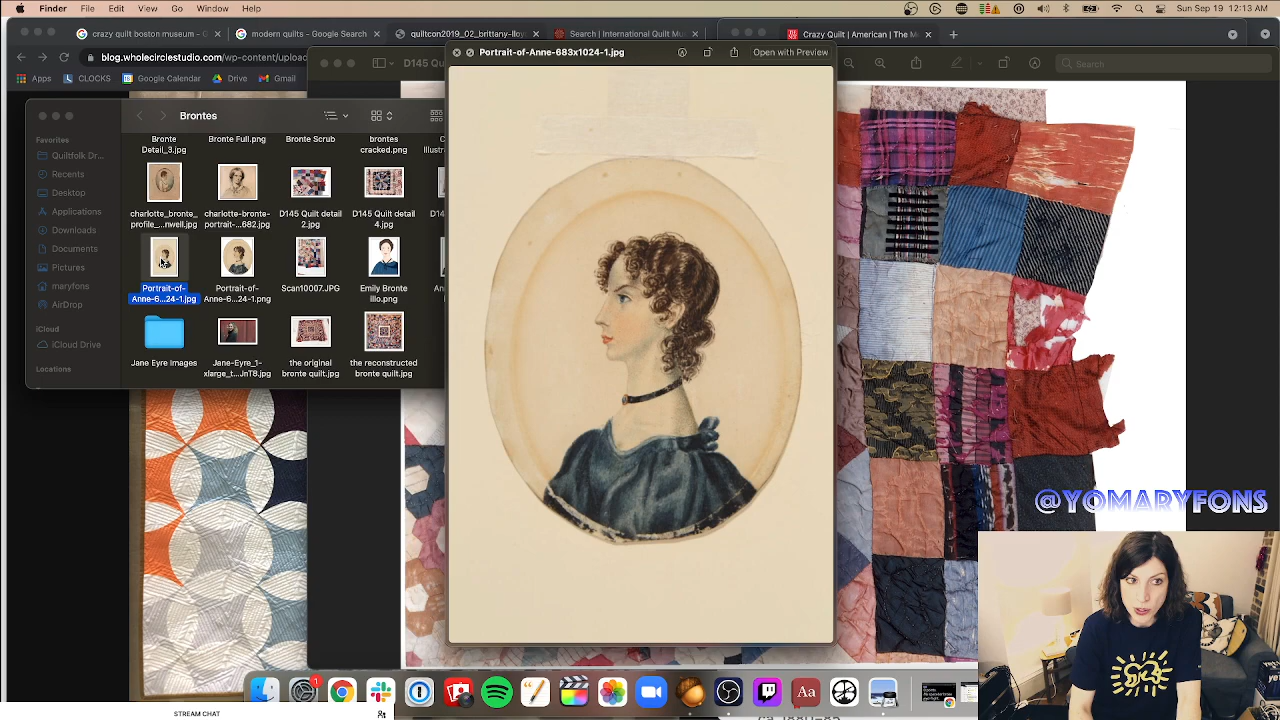 Finder File Edit View Go Window Help
Sun Sep 19 12:13 AM
crazy quilt boston museum - G
modern quilts - Google Search
quiltcon2019_02_brittany-lloyd
Search | International Quilt Mus
Crazy Quilt | American | The M
blog.wholecirclestudio.com/wp-content/upload
Apps CLOCKS Google Calendar Drive Gmail
D145 Qu
Search
Portrait-of-Anne-683x1024-1.jpg
Open with Preview
Brontes
Favorites
Quiltfolk Dr...
Recents
Desktop
Applications
Downloads
Documents
Pictures
maryfons
AirDrop
iCloud
iCloud Drive
Locations
Bronte Detail_3.jpg
Bronte Full.png
Bronte Scrub
brontes cracked.png
charlotte_bronte_profile_...nwell.jpg
charlotte-bronte-portrait-...682.jpg
D145 Quilt detail 2.jpg
D145 Quilt detail 4.jpg
Portrait-of-Anne-6...24-1.jpg
Portrait-of-Anne-6...24-1.png
Scan10007.JPG
Emily Bronte Illo.png
Jane Eyre Images
Jane-Eyre_1-xlarge_t...nT8.jpg
the original bronte quilt.jpg
the reconstructed bronte quilt.jpg
@YOMARYFONS
1
Aa
STREAM CHAT